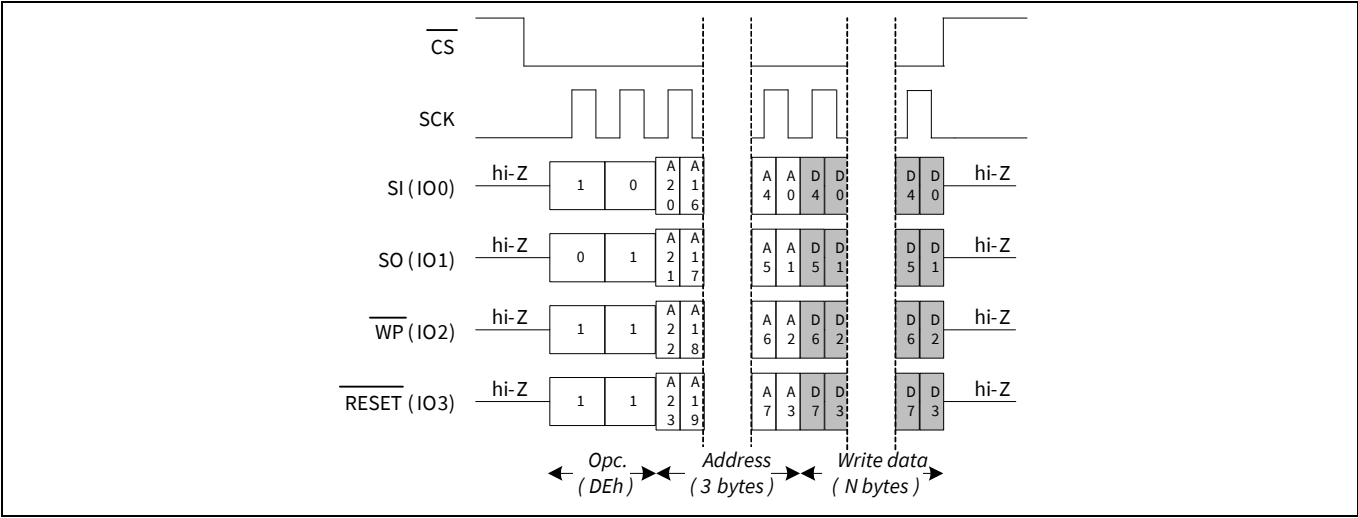 CS
SCK
SI (IO0) hi-Z 1 0 A20 A16 A4 A0 D4 D0 D4 D0 hi-Z
SO (IO1) hi-Z 0 1 A21 A17 A5 A1 D5 D1 D5 D1 hi-Z
WP (IO2) hi-Z 1 1 A22 A18 A6 A2 D6 D2 D6 D2 hi-Z
RESET (IO3) hi-Z 1 1 A23 A19 A7 A3 D7 D3 D7 D3 hi-Z
Opc. Address Write data
( DEh ) ( 3 bytes ) ( N bytes )